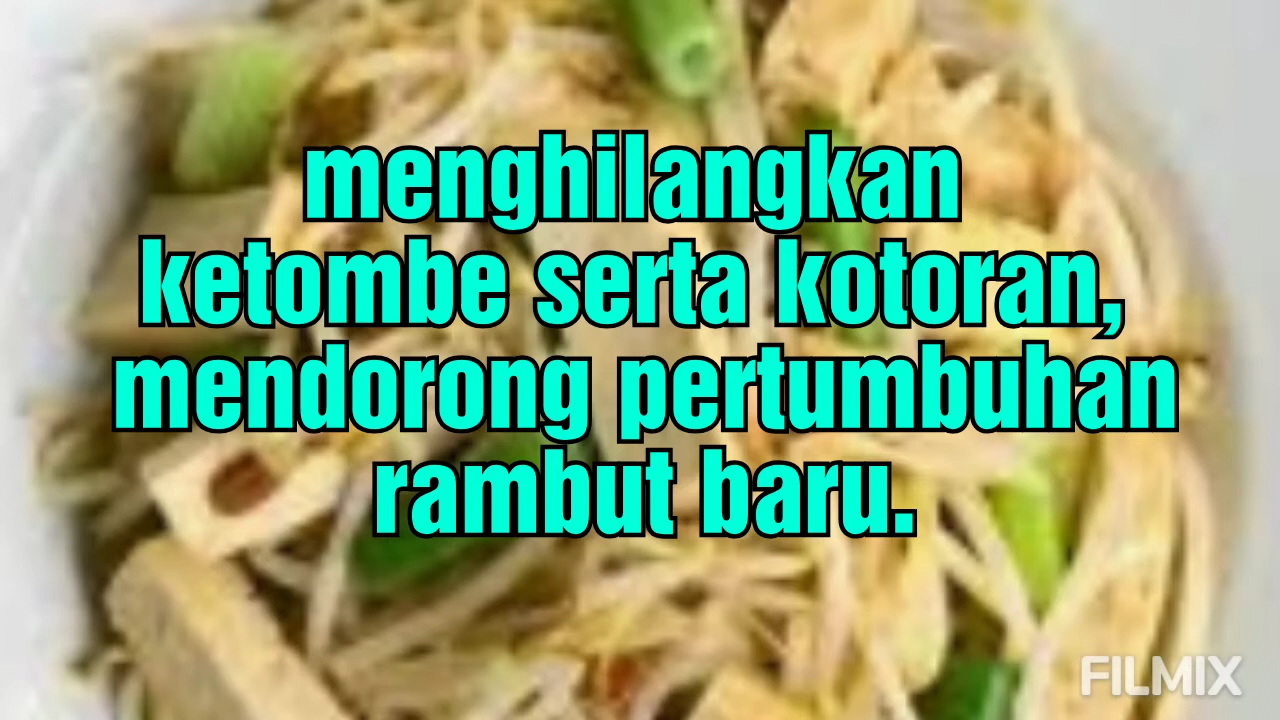 menghilangkan
ketombe serta kotoran,
mendorong pertumbuhan
rambut baru.
FILMIX